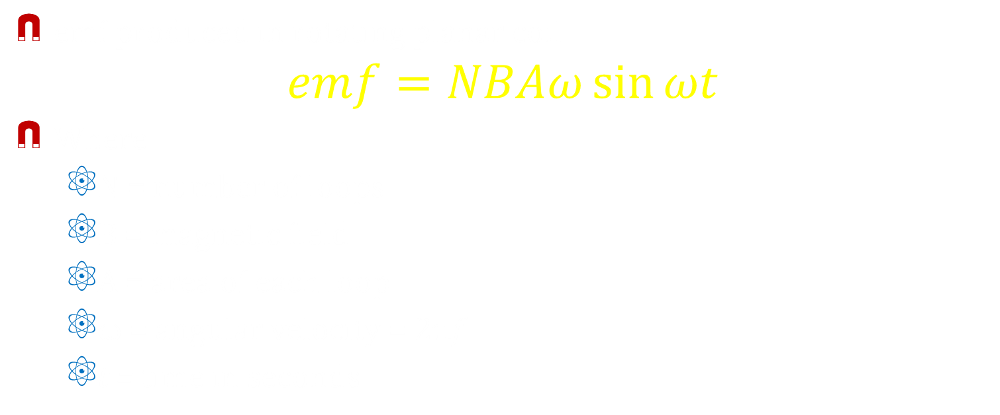 emf = NBAω sin ωt